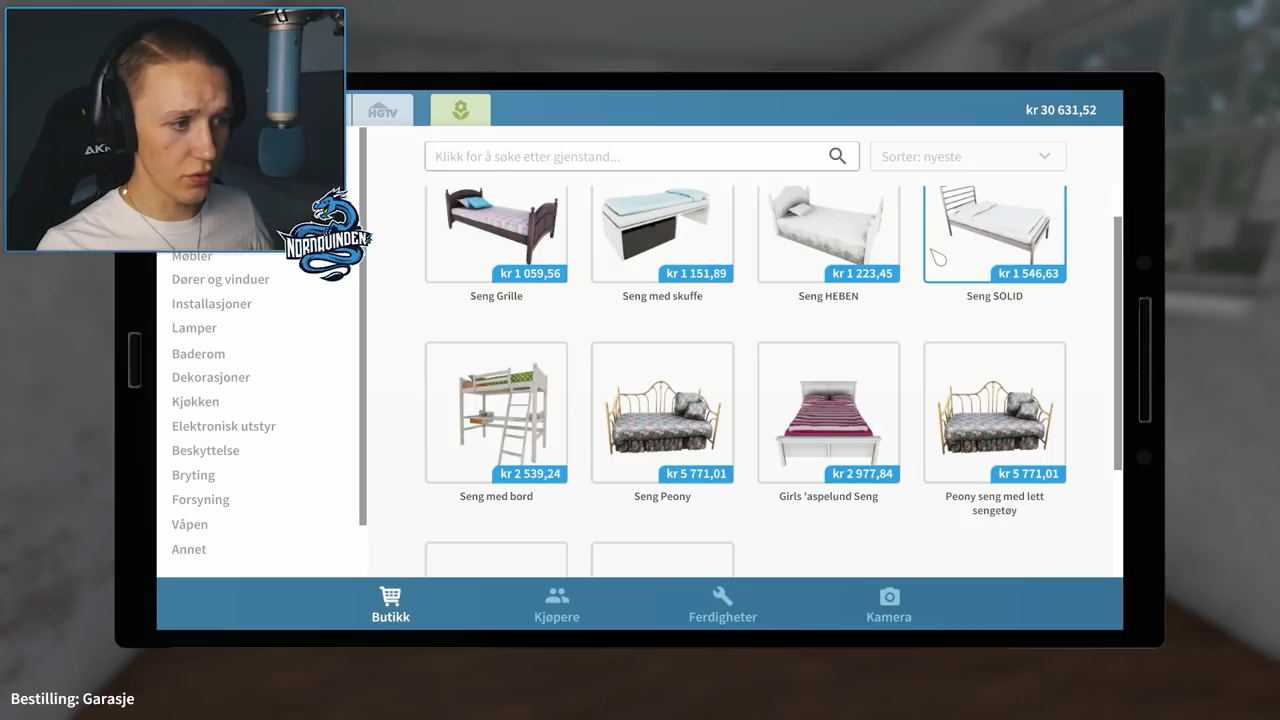 AK
NORDQVINDEN
HGTV
kr 30 631,52
Klikk for å søke etter gjenstand...
Sorter: nyeste
Møbler
Dører og vinduer
Installasjoner
Lamper
Baderom
Dekorasjoner
Kjøkken
Elektronisk utstyr
Beskyttelse
Bryting
Forsyning
Våpen
Annet
kr 1 059,56
kr 1 151,89
kr 1 223,45
kr 1 546,63
Seng Grille
Seng med skuffe
Seng HEBEN
Seng SOLID
kr 2 539,24
kr 5 771,01
kr 2 977,84
kr 5 771,01
Seng med bord
Seng Peony
Girls 'aspelund Seng
Peony seng med lett
sengetøy
Butikk
Kjøpere
Ferdigheter
Kamera
Bestilling: Garasje